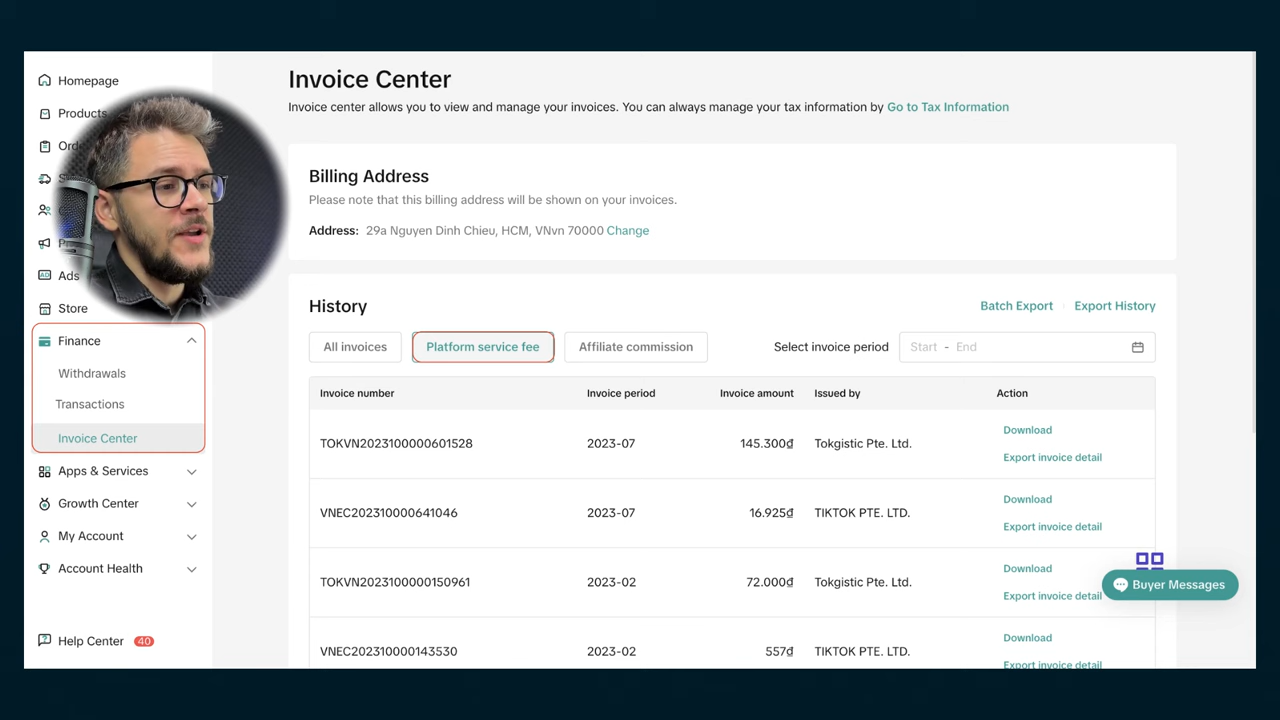 Homepage
Products
Ads
Store
Finance
Withdrawals
Transactions
Invoice Center
Apps & Services
Growth Center
My Account
Account Health
Help Center 40
Invoice Center
Invoice center allows you to view and manage your invoices. You can always manage your tax information by Go to Tax Information
Billing Address
Please note that this billing address will be shown on your invoices.
Address: 29a Nguyen Dinh Chieu, HCM, VNvn 70000 Change
History
Batch Export Export History
All invoices Platform service fee Affiliate commission Select invoice period Start - End
Invoice number Invoice period Invoice amount Issued by Action
TOKVN2023100000601528 2023-07 145.300₫ Tokgistic Pte. Ltd. Download
Export invoice detail
VNEC202310000641046 2023-07 16.925₫ TIKTOK PTE. LTD. Download
Export invoice detail
TOKVN2023100000150961 2023-02 72.000₫ Tokgistic Pte. Ltd. Download
Export invoice detail
VNEC202310000143530 2023-02 557₫ TIKTOK PTE. LTD. Download
Export invoice detail
Buyer Messages